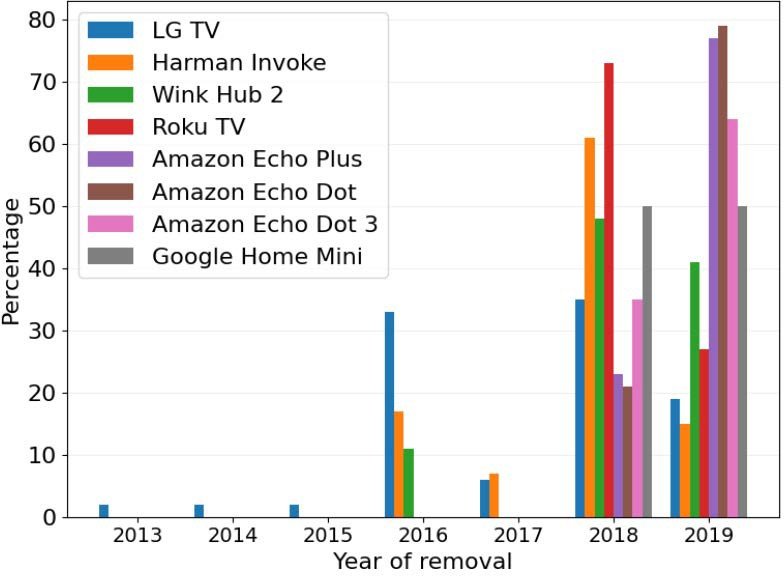 80
70
60
50
40
30
20
10
0
Percentage
LG TV
Harman Invoke
Wink Hub 2
Roku TV
Amazon Echo Plus
Amazon Echo Dot
Amazon Echo Dot 3
Google Home Mini
2013 2014 2015 2016 2017 2018 2019
Year of removal